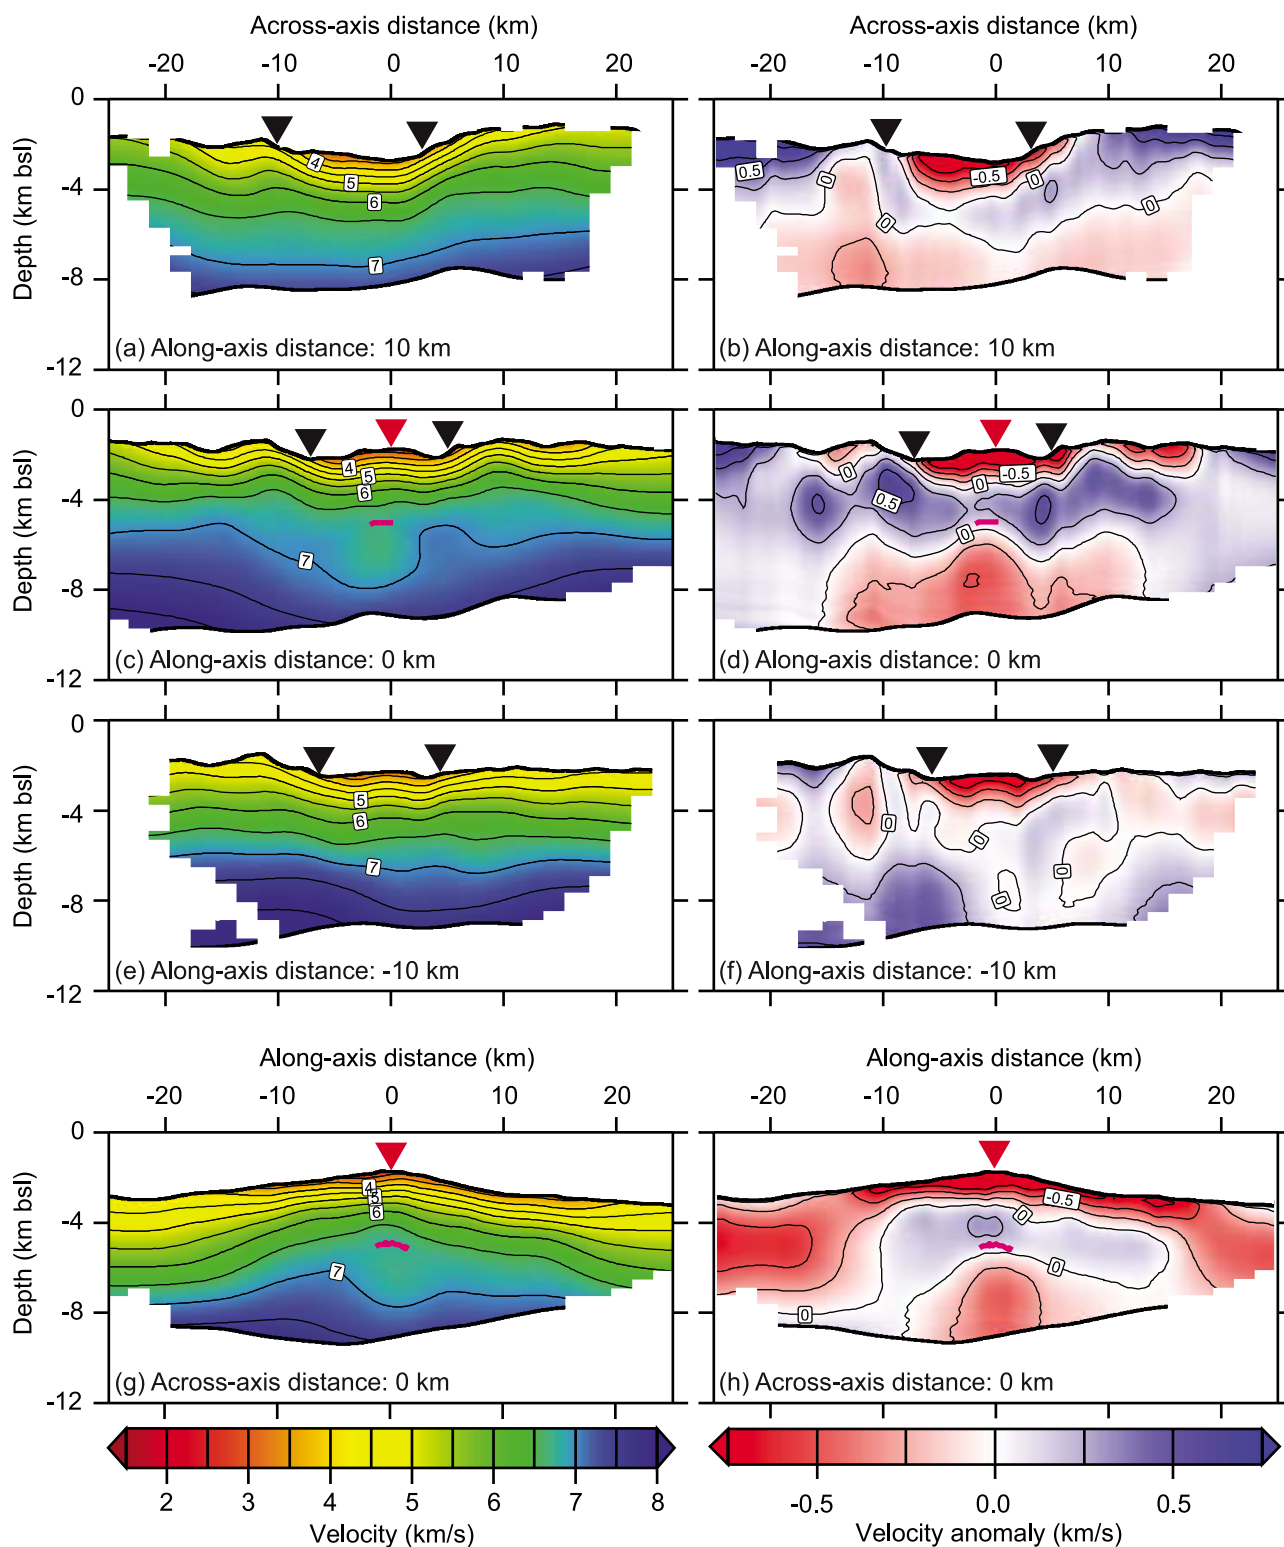 Across-axis distance (km) Across-axis distance (km)
-20 -10 0 10 20 -20 -10 0 10 20
0
-4
-8
-12
Depth (km bsl)
4
5
6
7
(a) Along-axis distance: 10 km
0.5
0
-0.5
0
0
0
(b) Along-axis distance: 10 km
0
-4
-8
-12
Depth (km bsl)
4
5
6
7
(c) Along-axis distance: 0 km
0
0.5
0
-0.5
0
(d) Along-axis distance: 0 km
0
-4
-8
-12
Depth (km bsl)
5
6
7
(e) Along-axis distance: -10 km
0
0
0
0
(f) Along-axis distance: -10 km
Along-axis distance (km) Along-axis distance (km)
-20 -10 0 10 20 -20 -10 0 10 20
0
-4
-8
-12
Depth (km bsl)
4
5
6
7
(g) Across-axis distance: 0 km
-0.5
0
0
0
(h) Across-axis distance: 0 km
2 3 4 5 6 7 8
Velocity (km/s)
-0.5 0.0 0.5
Velocity anomaly (km/s)